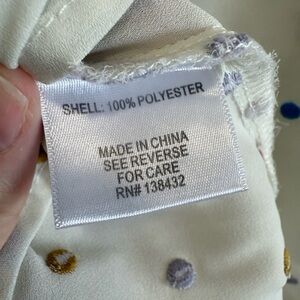 SHELL: 100% POLYESTER
MADE IN CHINA
SEE REVERSE
FOR CARE
RN# 138432